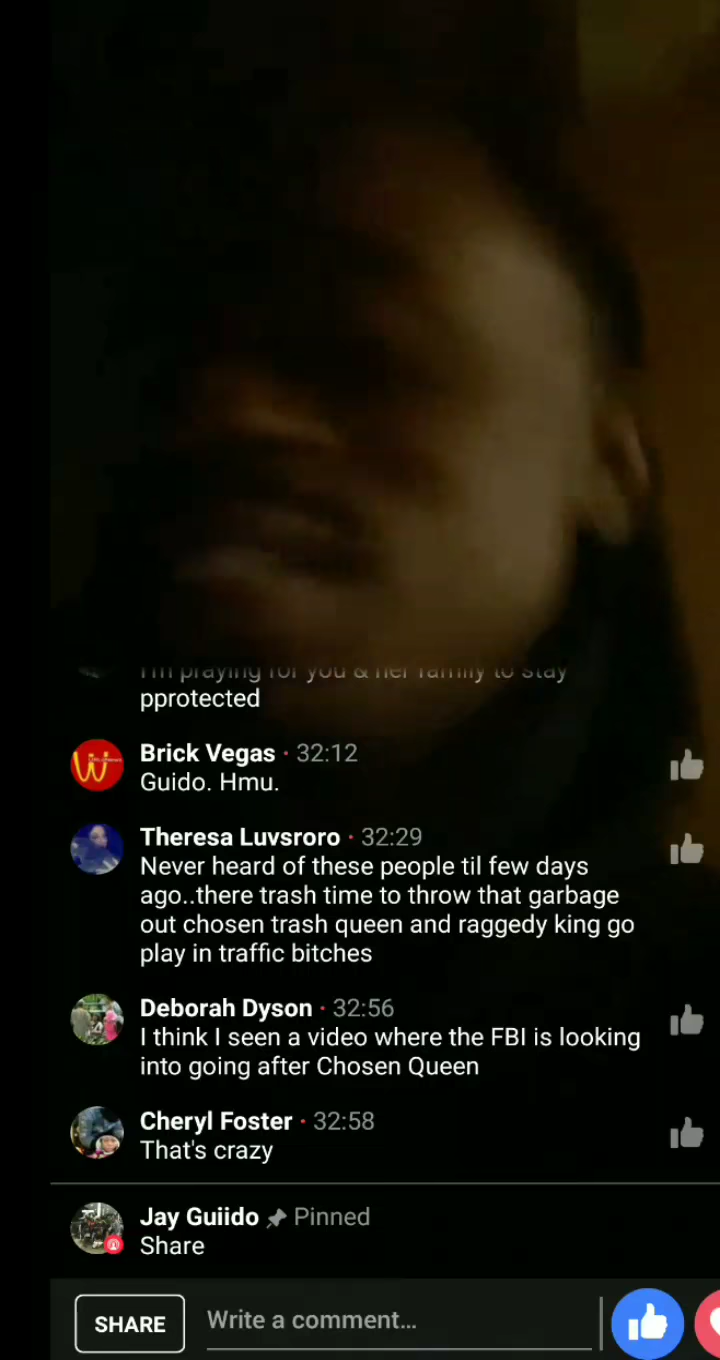 I'm praying for you & her family to stay
pprotected
Brick Vegas · 32:12
Guido. Hmu.
Theresa Luvsroro · 32:29
Never heard of these people til few days
ago..there trash time to throw that garbage
out chosen trash queen and raggedy king go
play in traffic bitches
Deborah Dyson · 32:56
I think I seen a video where the FBI is looking
into going after Chosen Queen
Cheryl Foster · 32:58
That's crazy
Jay Guiido Pinned
Share
SHARE Write a comment...